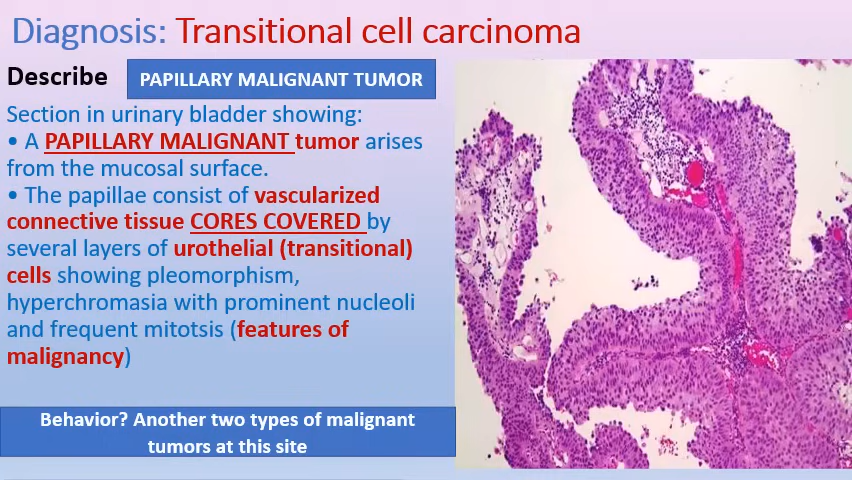 Diagnosis: Transitional cell carcinoma
Describe
PAPILLARY MALIGNANT TUMOR
Section in urinary bladder showing:
• A PAPILLARY MALIGNANT tumor arises
from the mucosal surface.
• The papillae consist of vascularized
connective tissue CORES COVERED by
several layers of urothelial (transitional)
cells showing pleomorphism,
hyperchromasia with prominent nucleoli
and frequent mitotsis (features of
malignancy)
Behavior? Another two types of malignant
tumors at this site